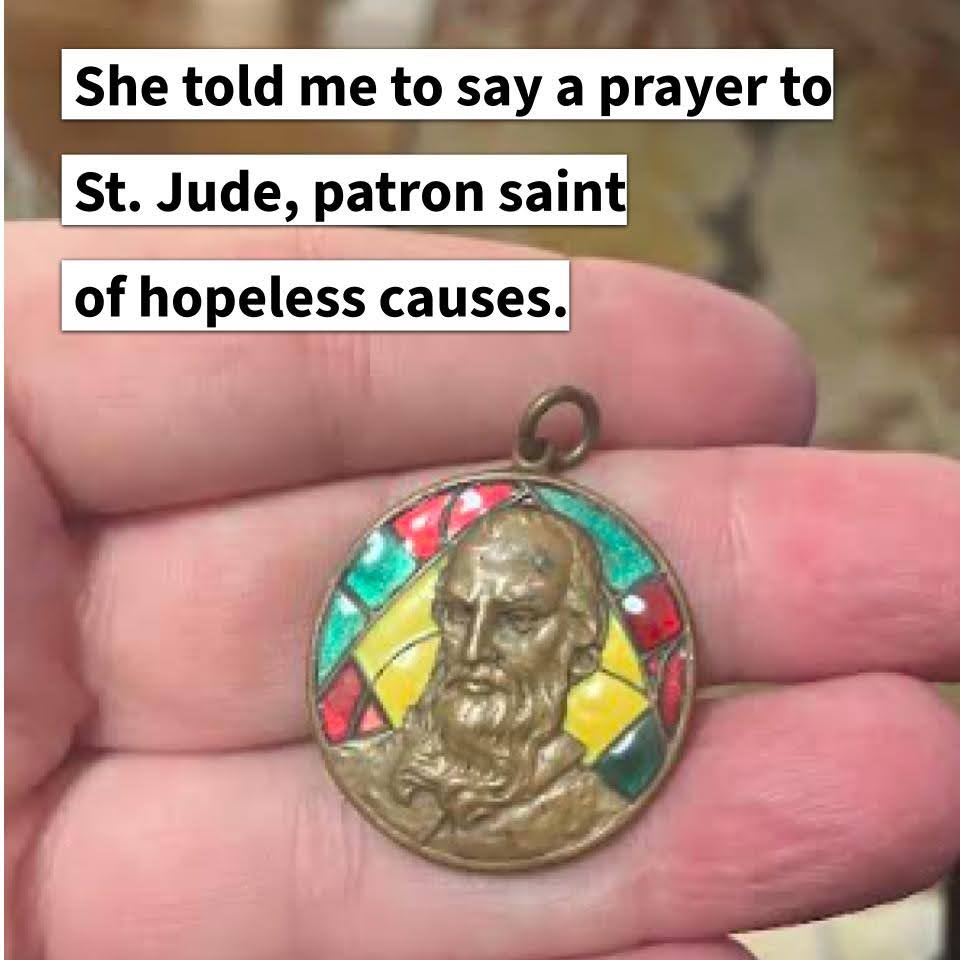 She told me to say a prayer to
St. Jude, patron saint
of hopeless causes.